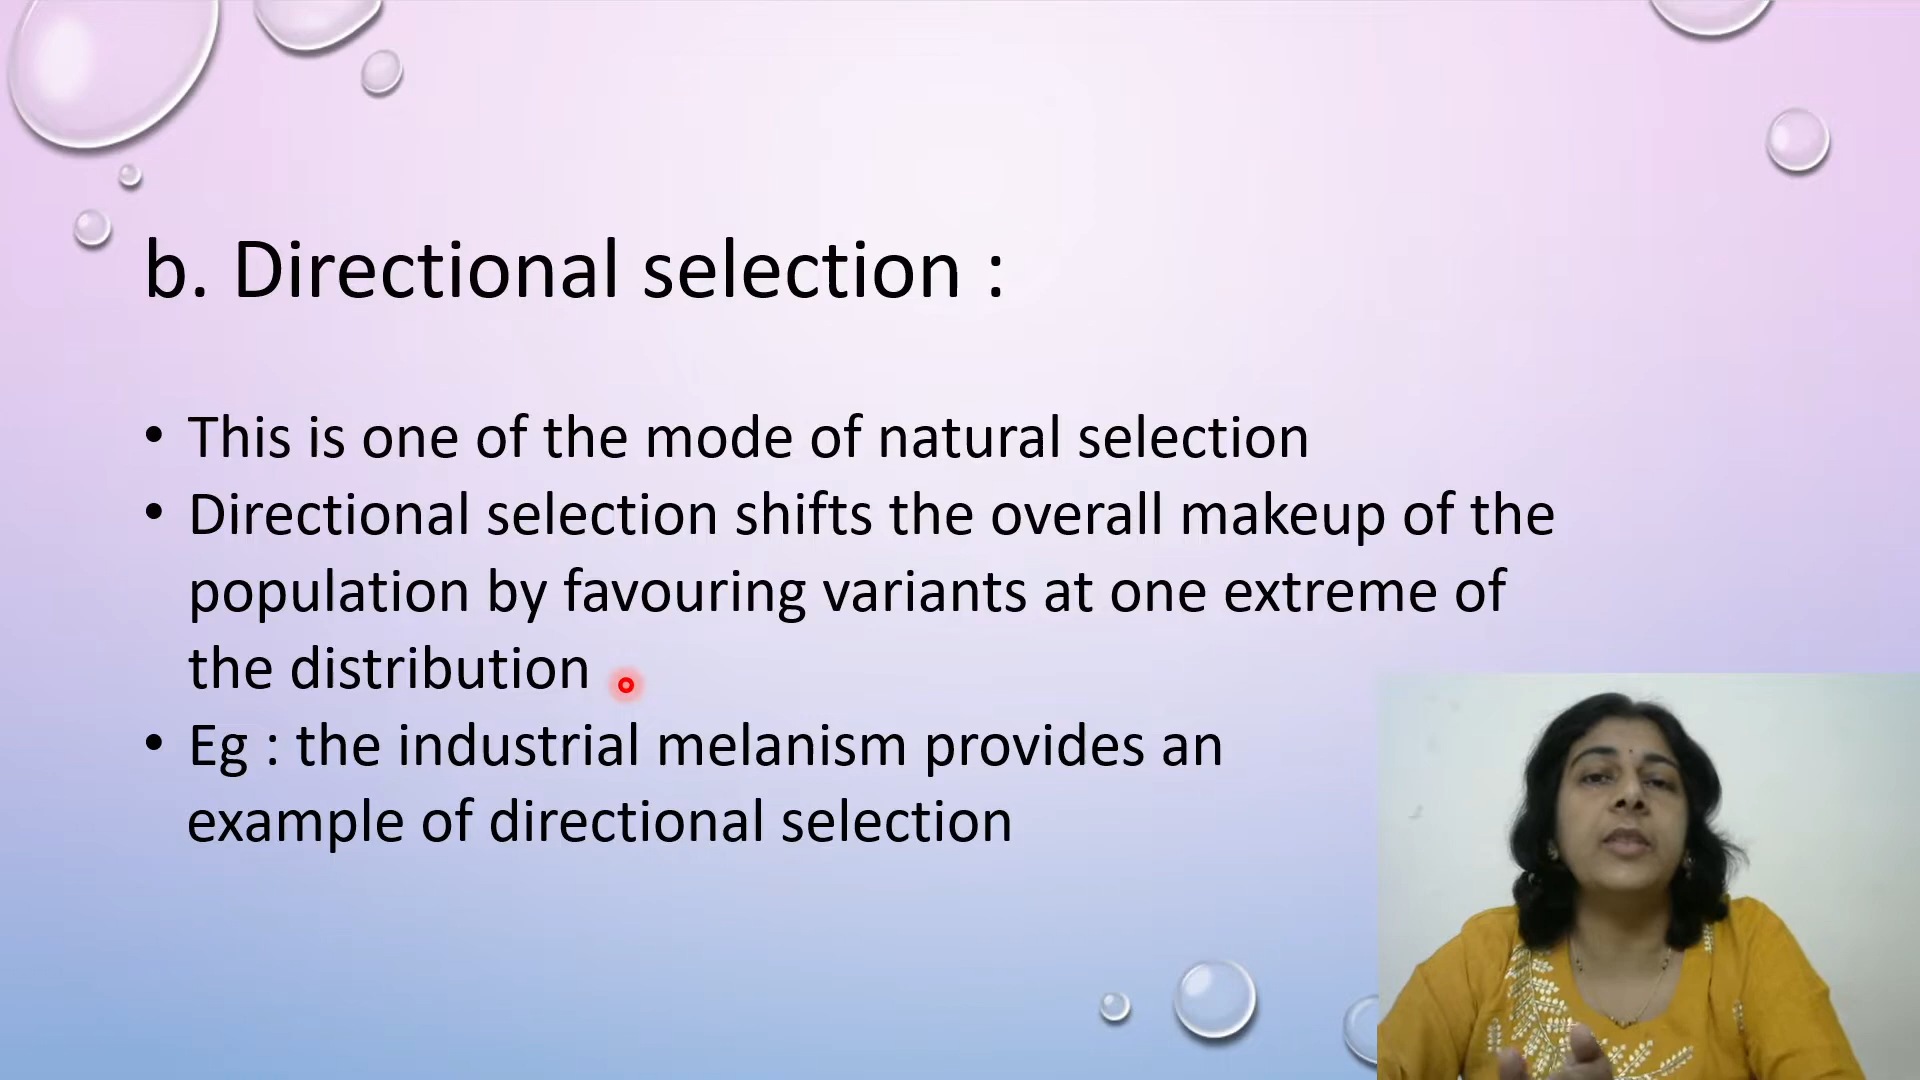 b. Directional selection :
• This is one of the mode of natural selection
• Directional selection shifts the overall makeup of the
population by favouring variants at one extreme of
the distribution
• Eg : the industrial melanism provides an
example of directional selection